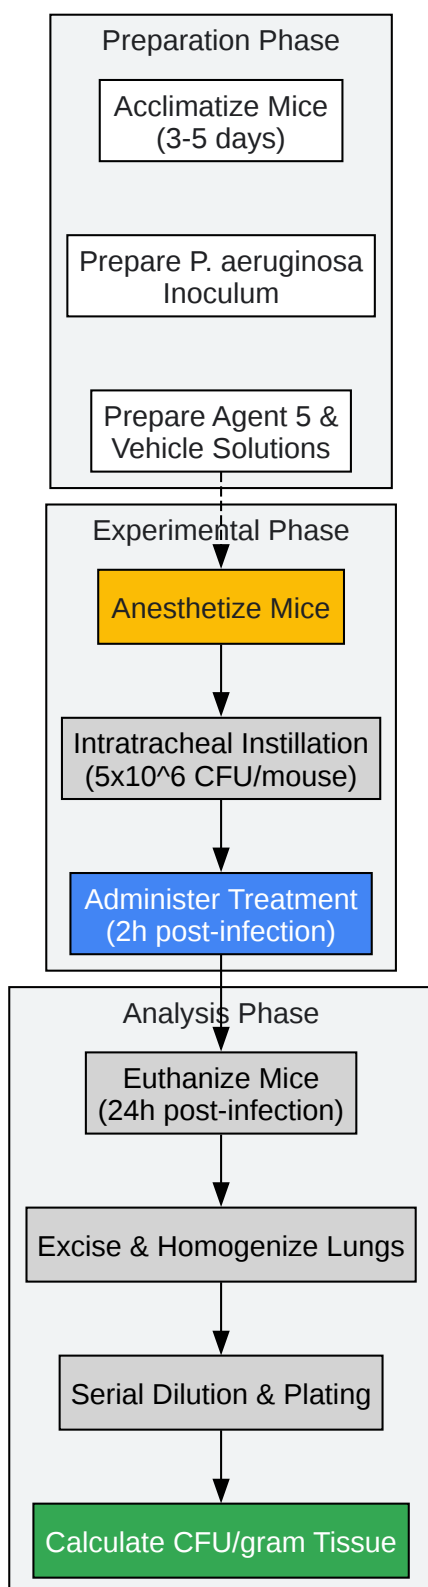 Preparation Phase
Acclimatize Mice
(3-5 days)
Prepare P. aeruginosa
Inoculum
Prepare Agent 5 &
Vehicle Solutions
Experimental Phase
Anesthetize Mice
Intratracheal Instillation
(5x10^6 CFU/mouse)
Administer Treatment
(2h post-infection)
Analysis Phase
Euthanize Mice
(24h post-infection)
Excise & Homogenize Lungs
Serial Dilution & Plating
Calculate CFU/gram Tissue